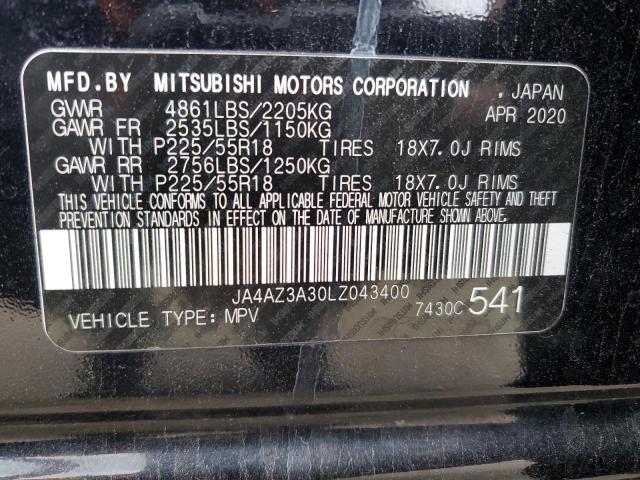 MFD.BY MITSUBISHI MOTORS CORPORATION . JAPAN
GWVR 4861LBS/2205KG APR 2020
GAWR FR 2535LBS/1150KG
WITH P225/55R18 TIRES 18X7.0J RIMS
GAWR RR 2756LBS/1250KG
WITH P225/55R18 TIRES 18X7.0J RIMS
THIS VEHICLE CONFORMS TO ALL APPLICABLE FEDERAL MOTOR VEHICLE SAFETY AND THEFT
PREVENTION STANDARDS IN EFFECT ON THE DATE OF MANUFACTURE SHOWN ABOVE.
JA4AZ3A30LZ043400
VEHICLE TYPE: MPV 7430C 541